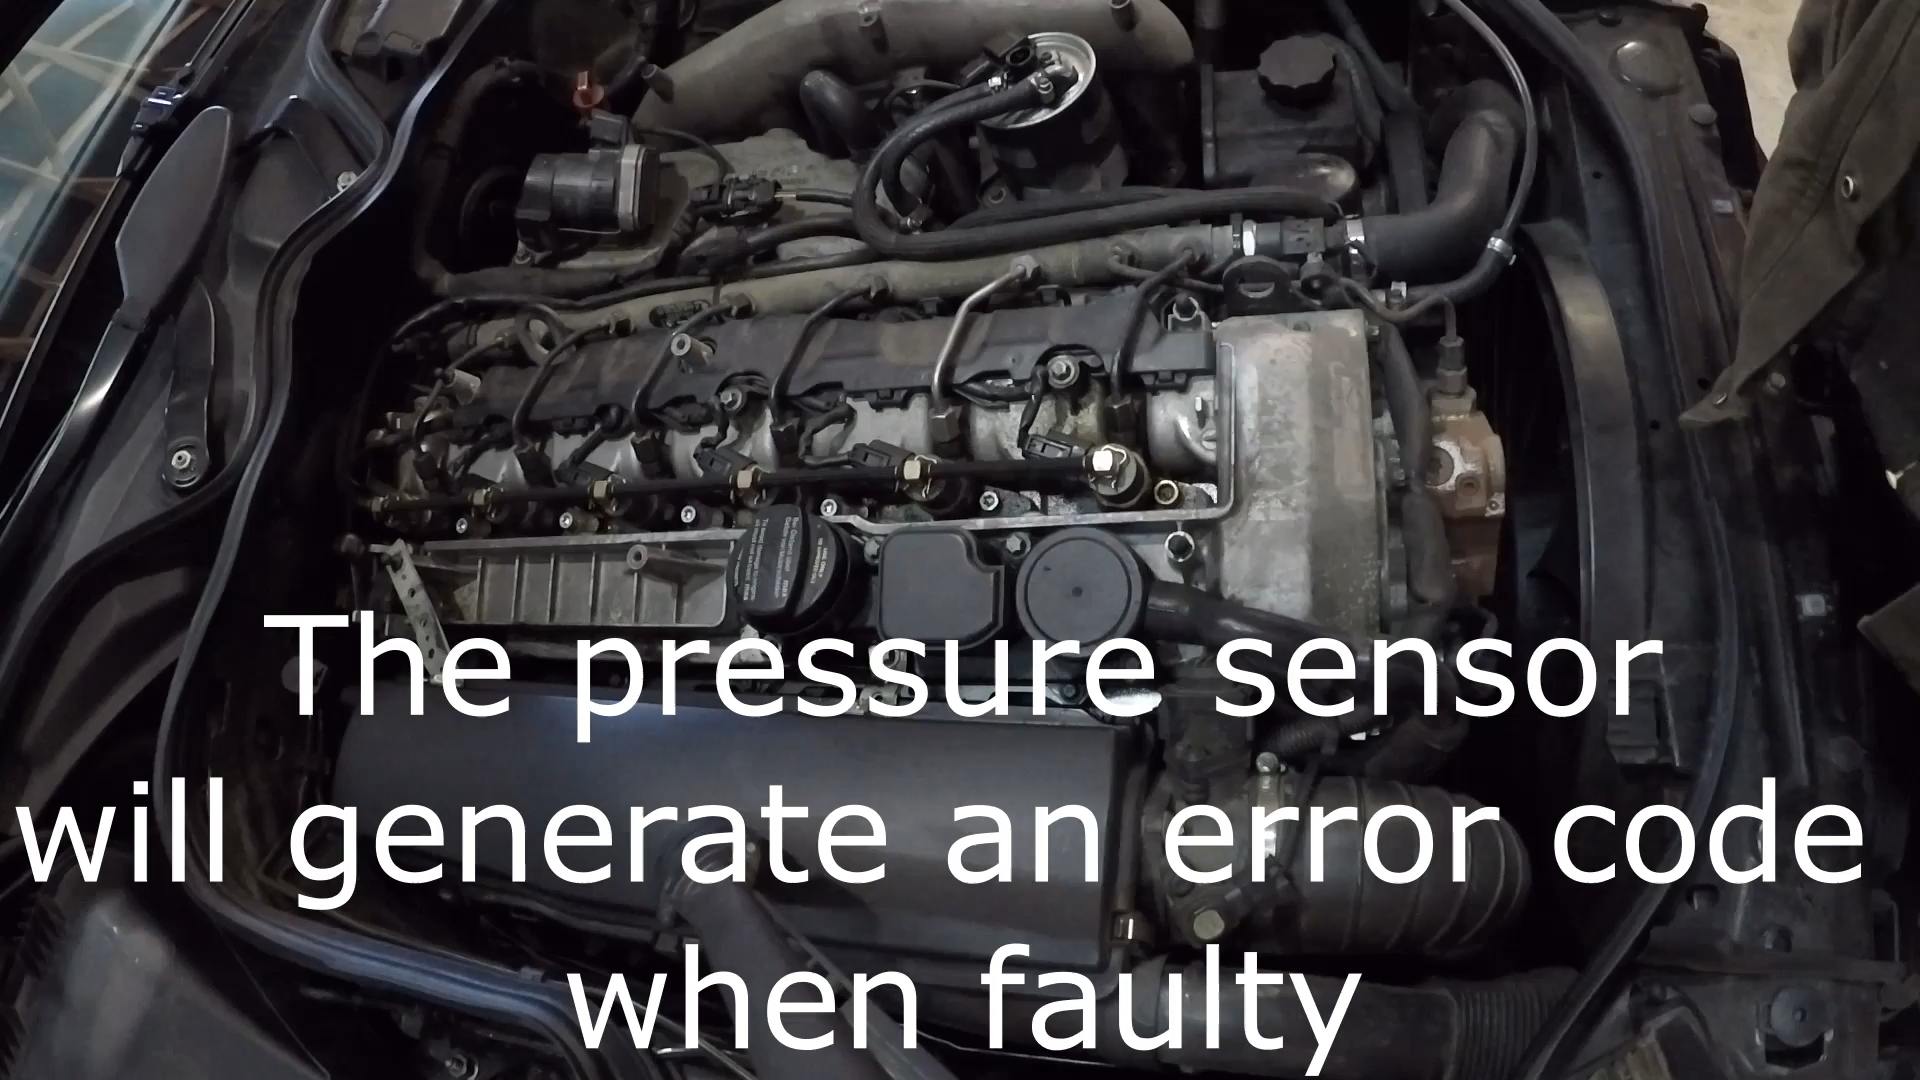 The pressure sensor
will generate an error code
when faulty